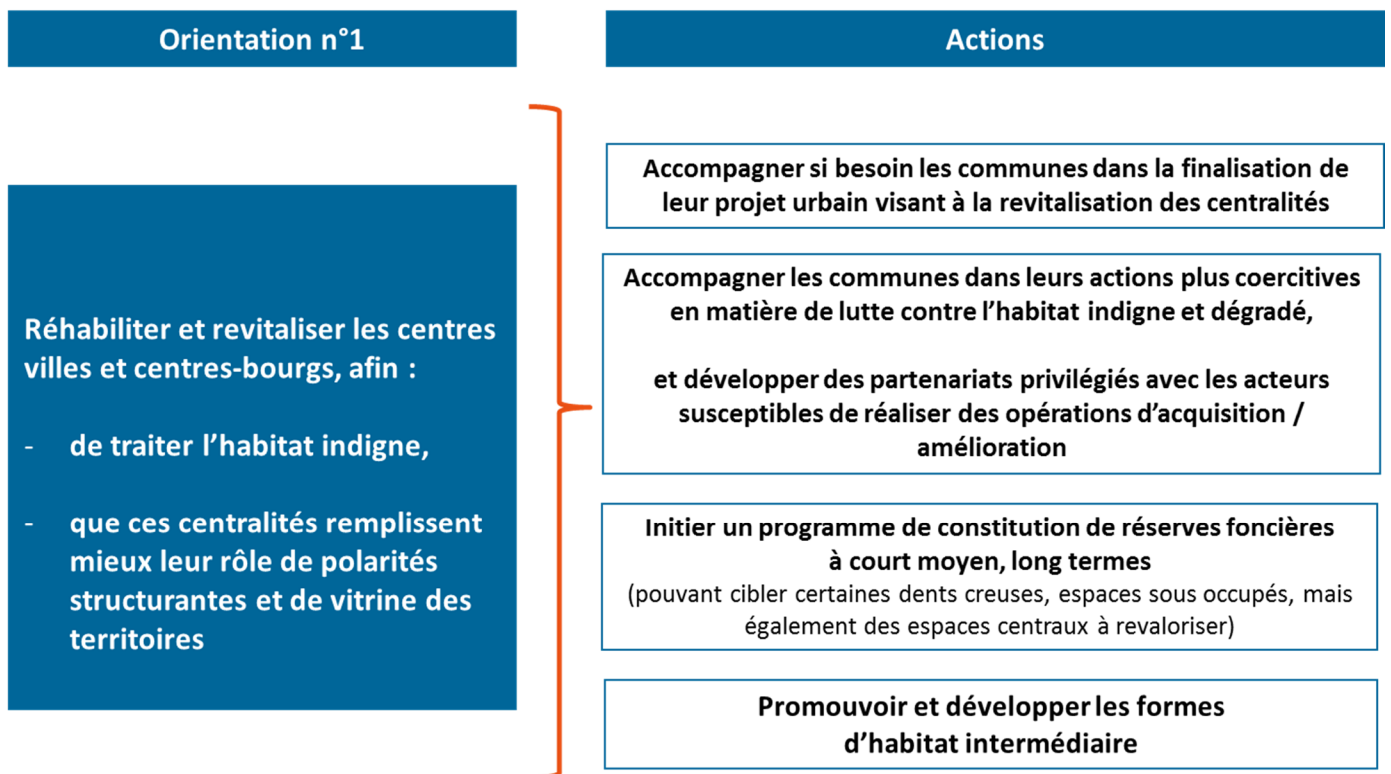 Orientation n°1
Réhabiliter et revitaliser les centres
villes et centres-bourgs, afin :
- de traiter l’habitat indigne,
- que ces centralités remplissent
mieux leur rôle de polarités
structurantes et de vitrine des
territoires
Actions
Accompagner si besoin les communes dans la finalisation de
leur projet urbain visant à la revitalisation des centralités
Accompagner les communes dans leurs actions plus coercitives
en matière de lutte contre l’habitat indigne et dégradé,
et développer des partenariats privilégiés avec les acteurs
susceptibles de réaliser des opérations d’acquisition /
amélioration
Initier un programme de constitution de réserves foncières
à court moyen, long termes
(pouvant cibler certaines dents creuses, espaces sous occupés, mais
également des espaces centraux à revaloriser)
Promouvoir et développer les formes
d’habitat intermédiaire